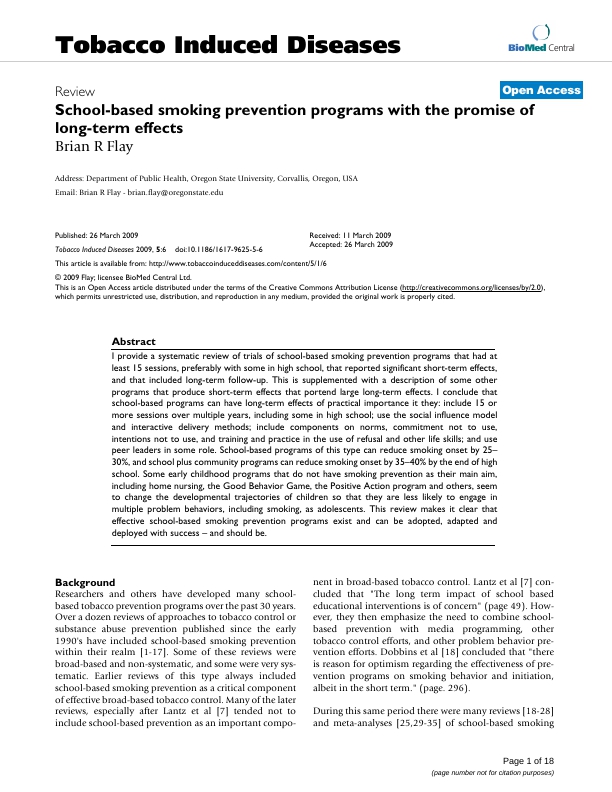 Tobacco Induced Diseases
BioMed Central
Review
Open Access
School-based smoking prevention programs with the promise of
long-term effects
Brian R Flay
Address: Department of Public Health, Oregon State University, Corvallis, Oregon, USA
Email: Brian R Flay - brian.flay@oregonstate.edu
Published: 26 March 2009
Tobacco Induced Diseases 2009, 5:6 doi:10.1186/1617-9625-5-6
Received: 11 March 2009
Accepted: 26 March 2009
This article is available from: http://www.tobaccoinduceddiseases.com/content/5/1/6
© 2009 Flay; licensee BioMed Central Ltd.
This is an Open Access article distributed under the terms of the Creative Commons Attribution License (http://creativecommons.org/licenses/by/2.0),
which permits unrestricted use, distribution, and reproduction in any medium, provided the original work is properly cited.
Abstract
I provide a systematic review of trials of school-based smoking prevention programs that had at
least 15 sessions, preferably with some in high school, that reported significant short-term effects,
and that included long-term follow-up. This is supplemented with a description of some other
programs that produce short-term effects that portend large long-term effects. I conclude that
school-based programs can have long-term effects of practical importance it they: include 15 or
more sessions over multiple years, including some in high school; use the social influence model
and interactive delivery methods; include components on norms, commitment not to use,
intentions not to use, and training and practice in the use of refusal and other life skills; and use
peer leaders in some role. School-based programs of this type can reduce smoking onset by 25–
30%, and school plus community programs can reduce smoking onset by 35–40% by the end of high
school. Some early childhood programs that do not have smoking prevention as their main aim,
including home nursing, the Good Behavior Game, the Positive Action program and others, seem
to change the developmental trajectories of children so that they are less likely to engage in
multiple problem behaviors, including smoking, as adolescents. This review makes it clear that
effective school-based smoking prevention programs exist and can be adopted, adapted and
deployed with success – and should be.
Background
Researchers and others have developed many school-
based tobacco prevention programs over the past 30 years.
Over a dozen reviews of approaches to tobacco control or
substance abuse prevention published since the early
1990's have included school-based smoking prevention
within their realm [1-17]. Some of these reviews were
broad-based and non-systematic, and some were very sys-
tematic. Earlier reviews of this type always included
school-based smoking prevention as a critical component
of effective broad-based tobacco control. Many of the later
reviews, especially after Lantz et al [7] tended not to
include school-based prevention as an important compo-
nent in broad-based tobacco control. Lantz et al [7] con-
cluded that "The long term impact of school based
educational interventions is of concern" (page 49). How-
ever, they then emphasize the need to combine school-
based prevention with media programming, other
tobacco control efforts, and other problem behavior pre-
vention efforts. Dobbins et al [18] concluded that "there
is reason for optimism regarding the effectiveness of pre-
vention programs on smoking behavior and initiation,
albeit in the short term." (page. 296).
During this same period there were many reviews [18-28]
and meta-analyses [25,29-35] of school-based smoking
Page 1 of 18
(page number not for citation purposes)